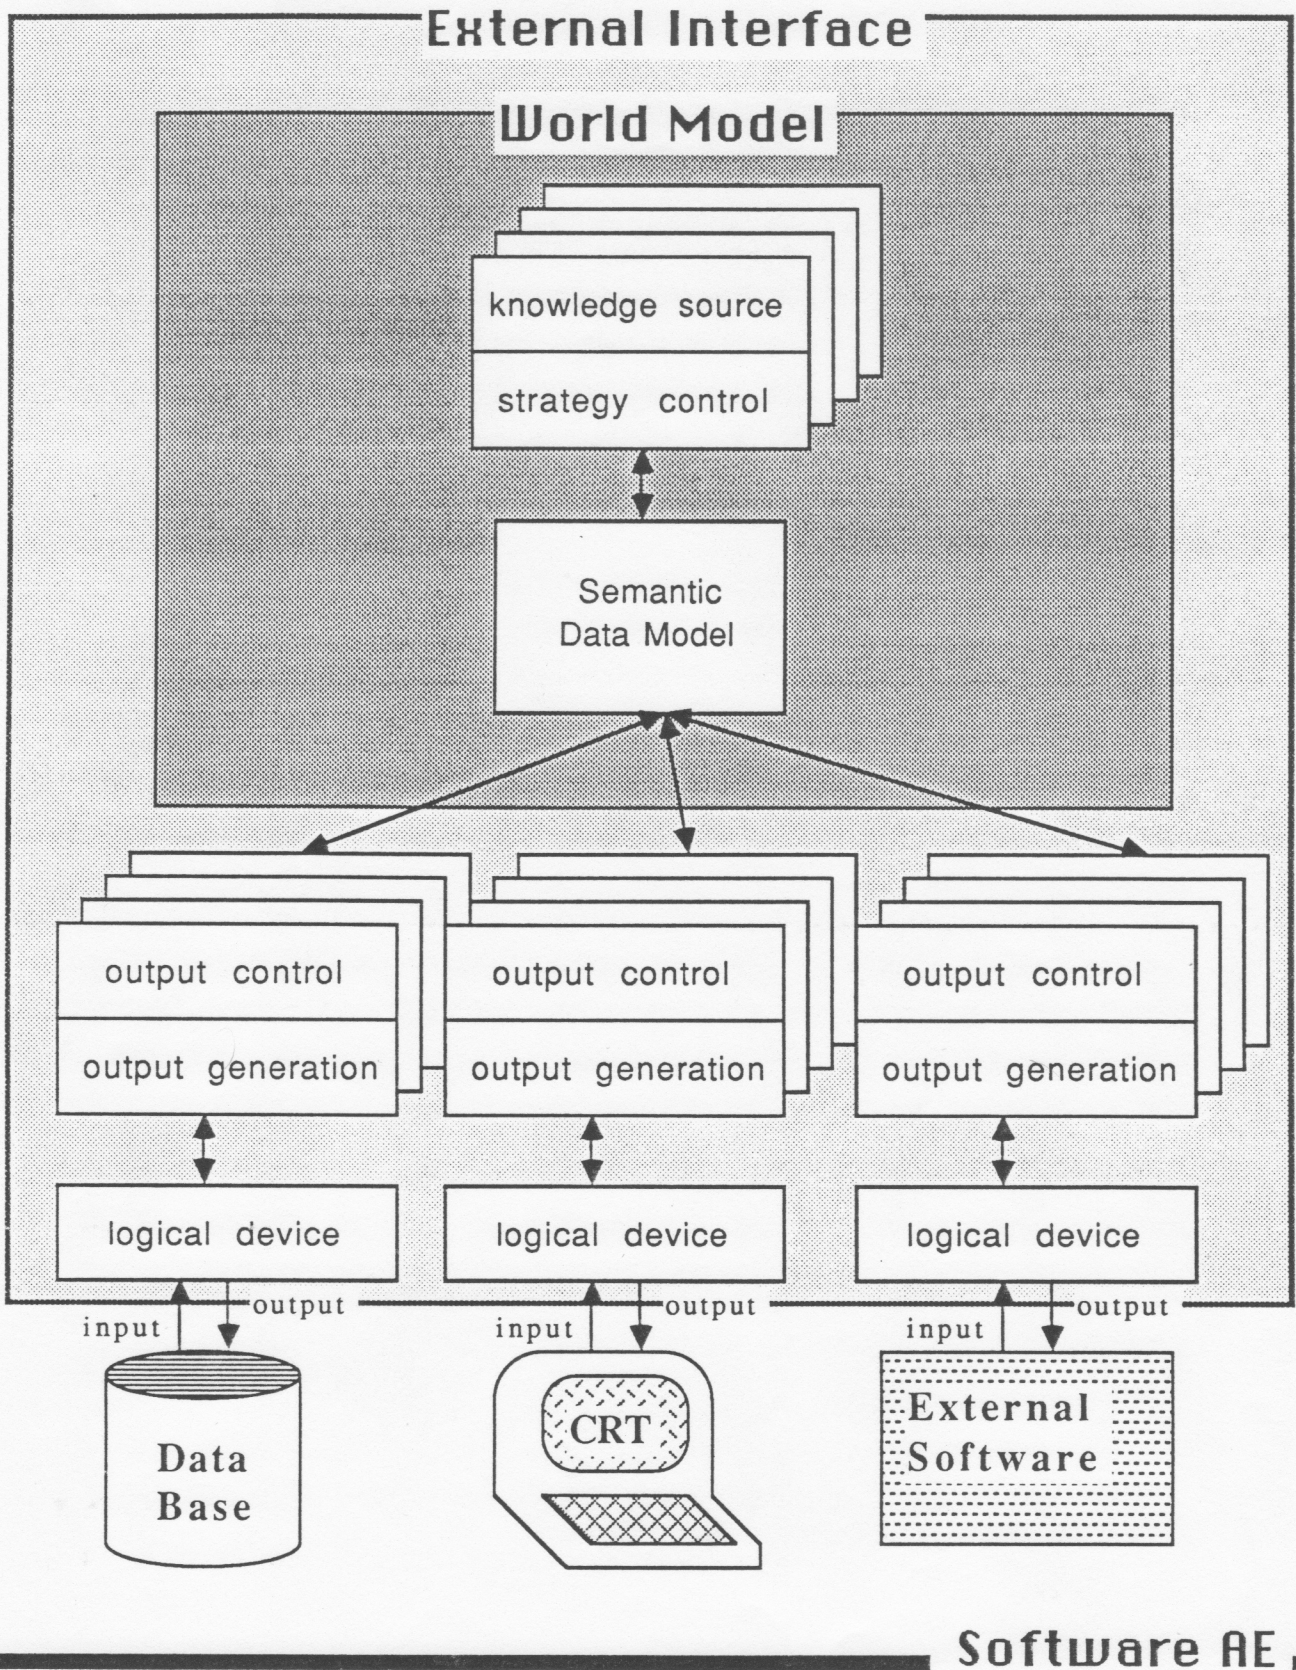 External Interface
World Model
knowledge source
strategy control
Semantic
Data Model
output control
output control
output control
output generation
output generation
output generation
logical device
logical device
logical device
input
output
input
output
input
output
Data
Base
CRT
External
Software
Software AE